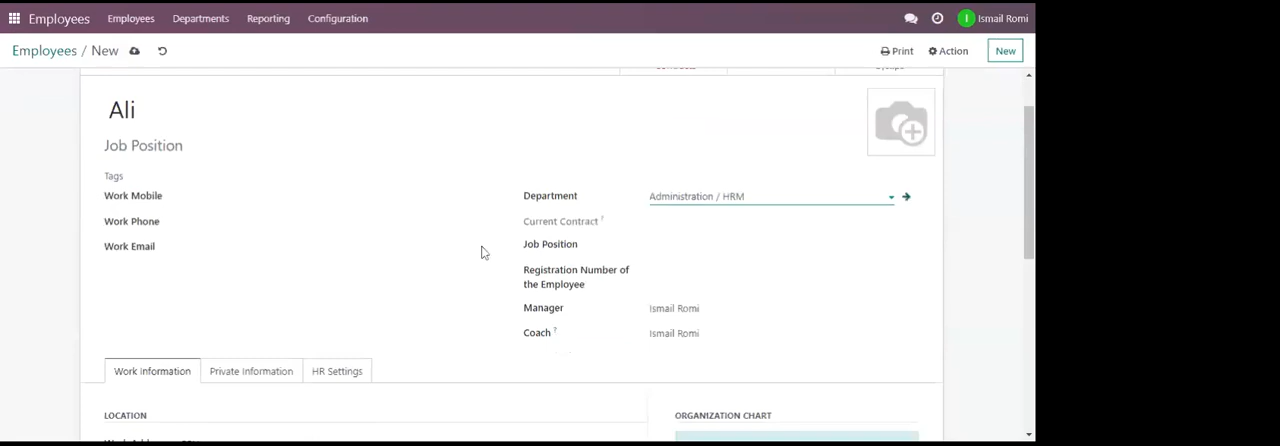 Employees Employees Departments Reporting Configuration I Ismail Romi
Employees / New Print Action New
Ali
Job Position
Tags
Work Mobile Department Administration / HRM
Work Phone Current Contract ?
Work Email Job Position
Registration Number of
the Employee
Manager Ismail Romi
Coach ? Ismail Romi
Work Information Private Information HR Settings
LOCATION ORGANIZATION CHART